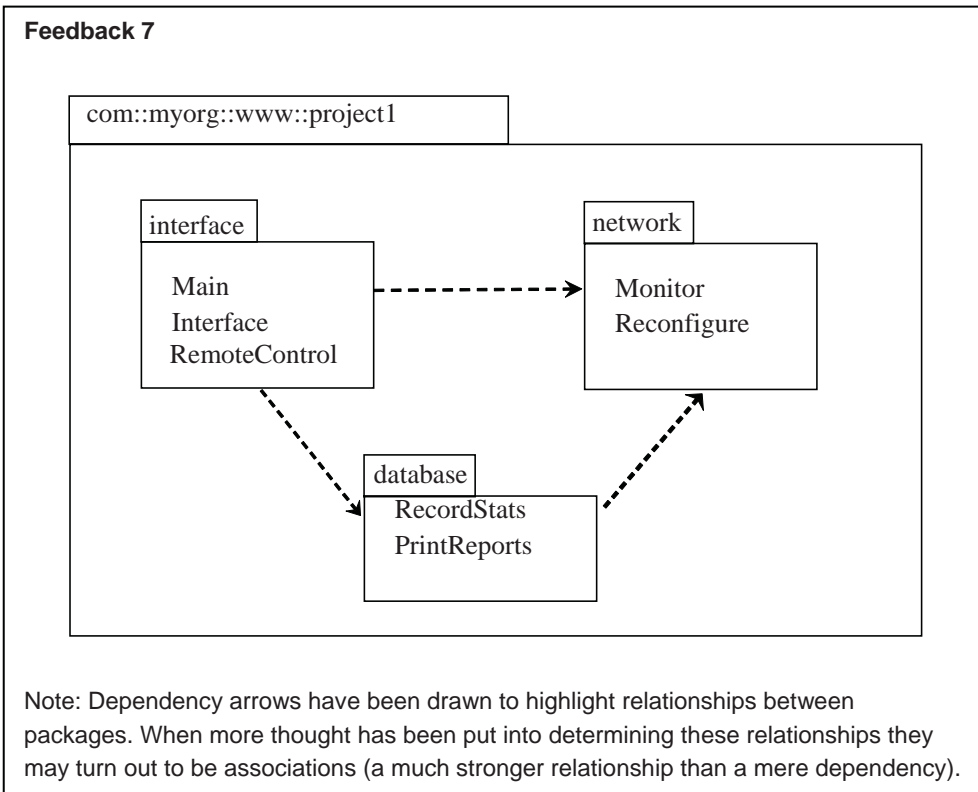 Feedback 7
com::myorg::www::project1
interface
Main
Interface
RemoteControl
network
Monitor
Reconfigure
database
RecordStats
PrintReports
Note: Dependency arrows have been drawn to highlight relationships between
packages. When more thought has been put into determining these relationships they
may turn out to be associations (a much stronger relationship than a mere dependency).